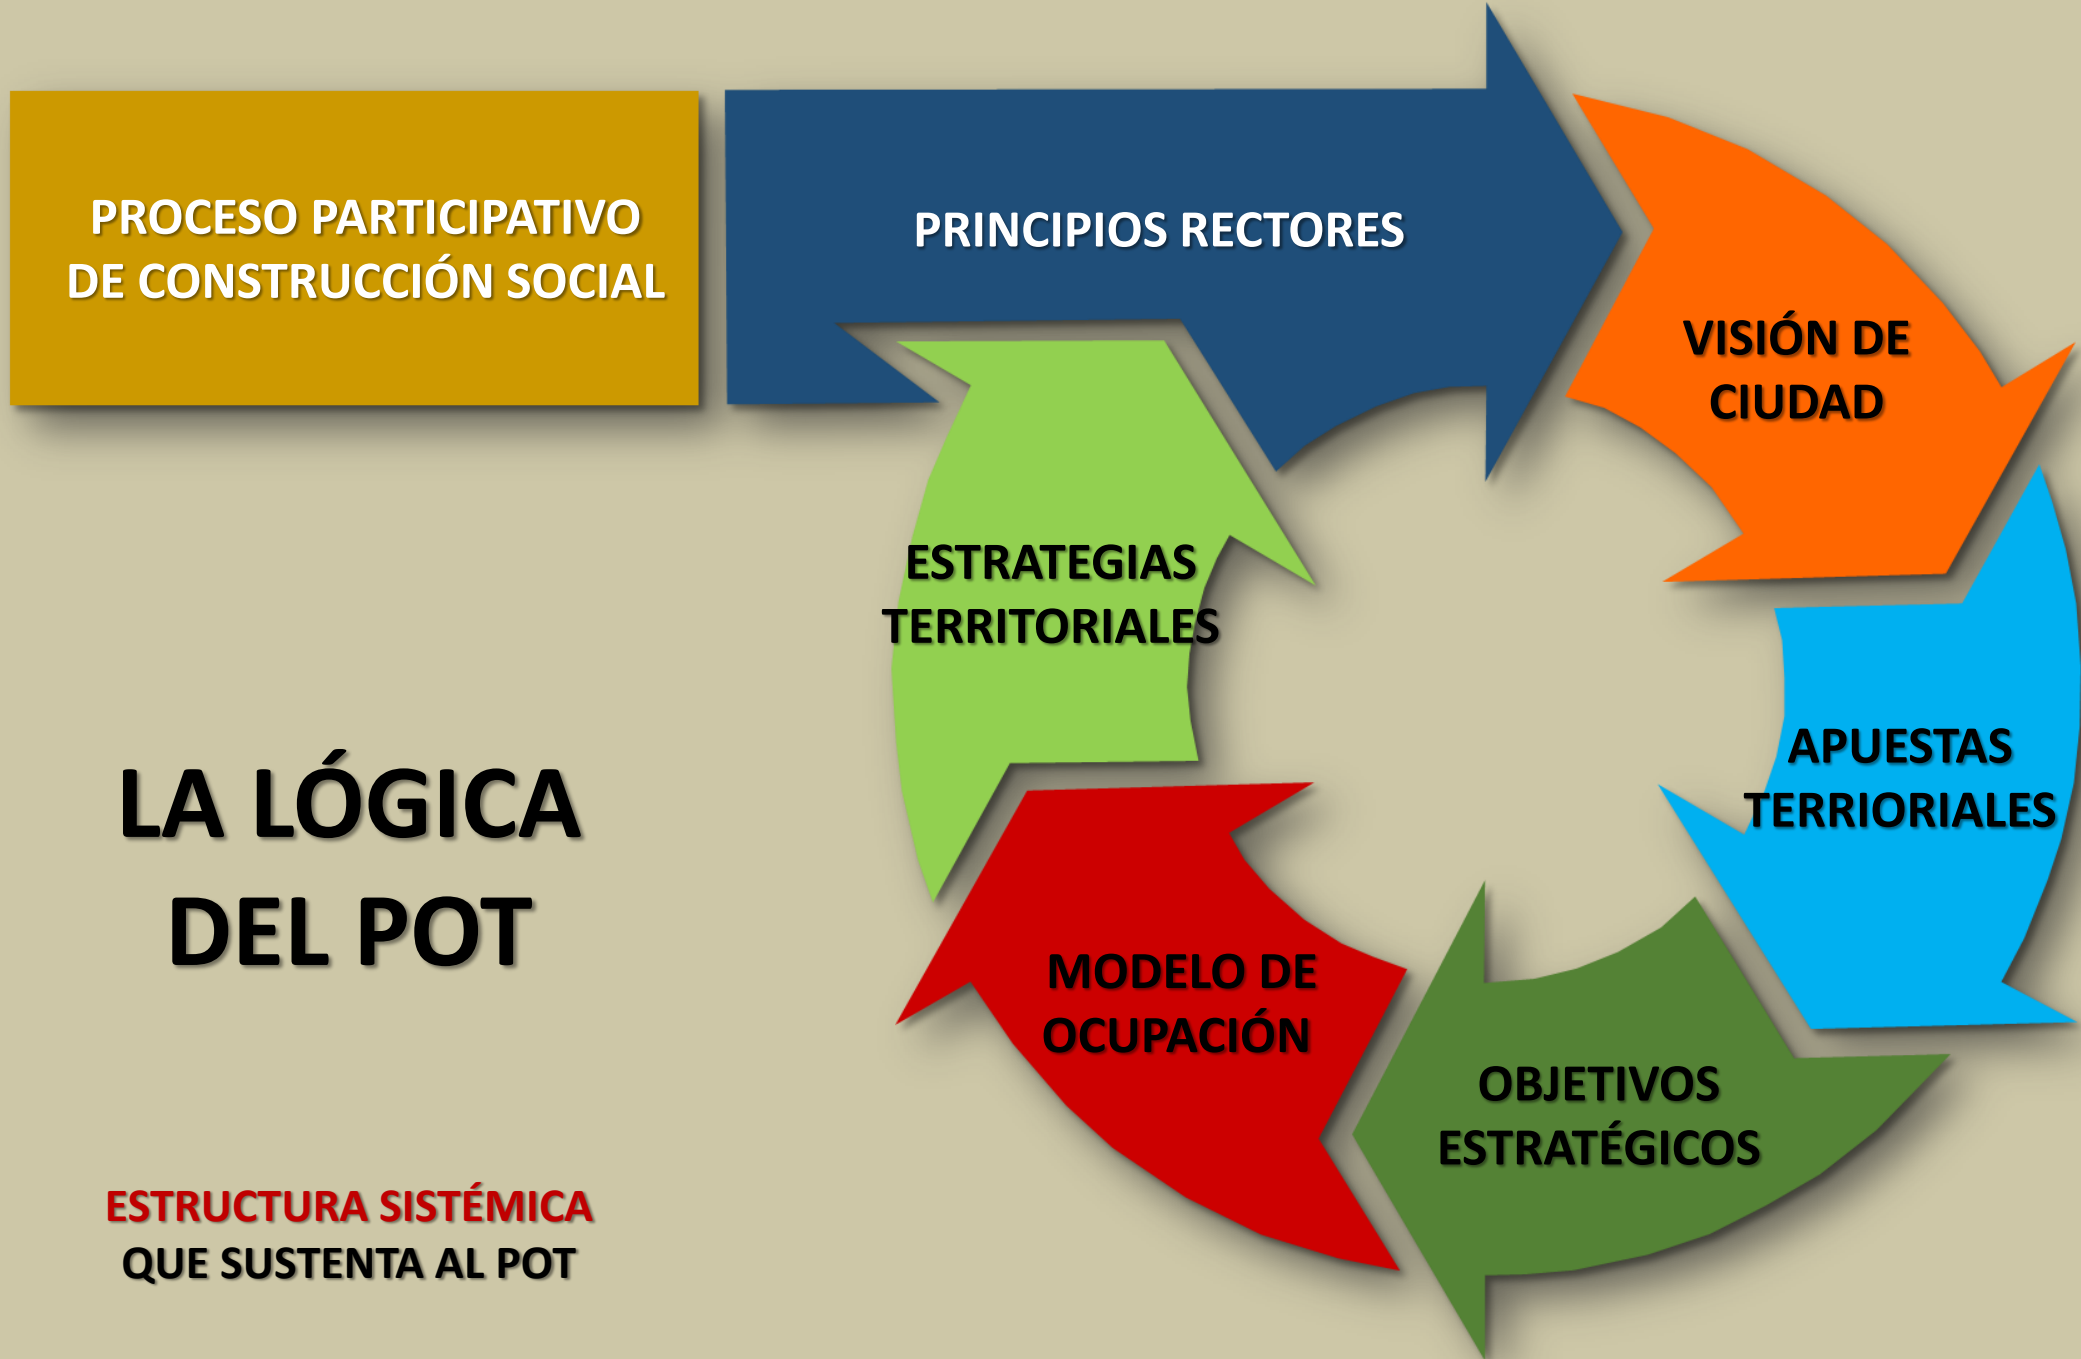 PROCESO PARTICIPATIVO
DE CONSTRUCCIÓN SOCIAL
PRINCIPIOS RECTORES
VISIÓN DE
CIUDAD
APUESTAS
TERRIORIALES
OBJETIVOS
ESTRATÉGICOS
MODELO DE
OCUPACIÓN
ESTRATEGIAS
TERRITORIALES
LA LÓGICA
DEL POT
ESTRUCTURA SISTÉMICA
QUE SUSTENTA AL POT